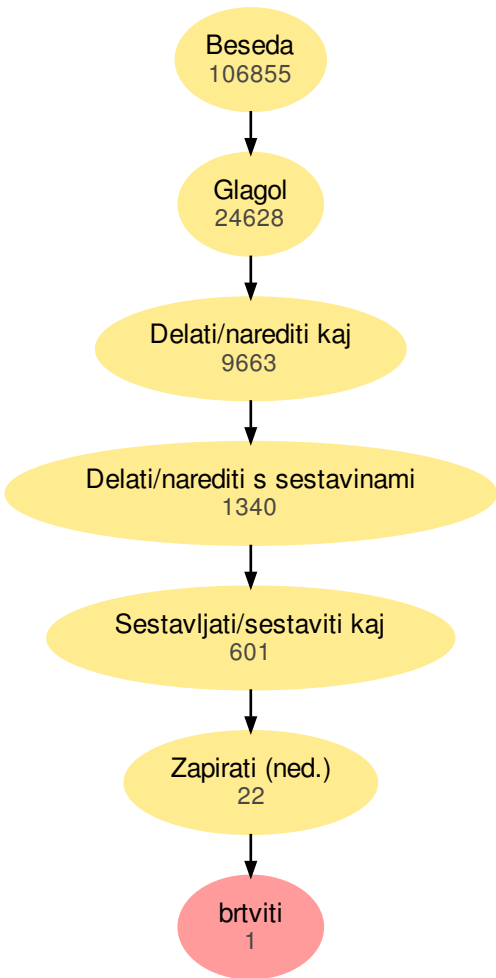 Beseda
106855
Glagol
24628
Delati/narediti kaj
9663
Delati/narediti s sestavinami
1340
Sestavljati/sestaviti kaj
601
Zapirati (ned.)
22
brtviti
1